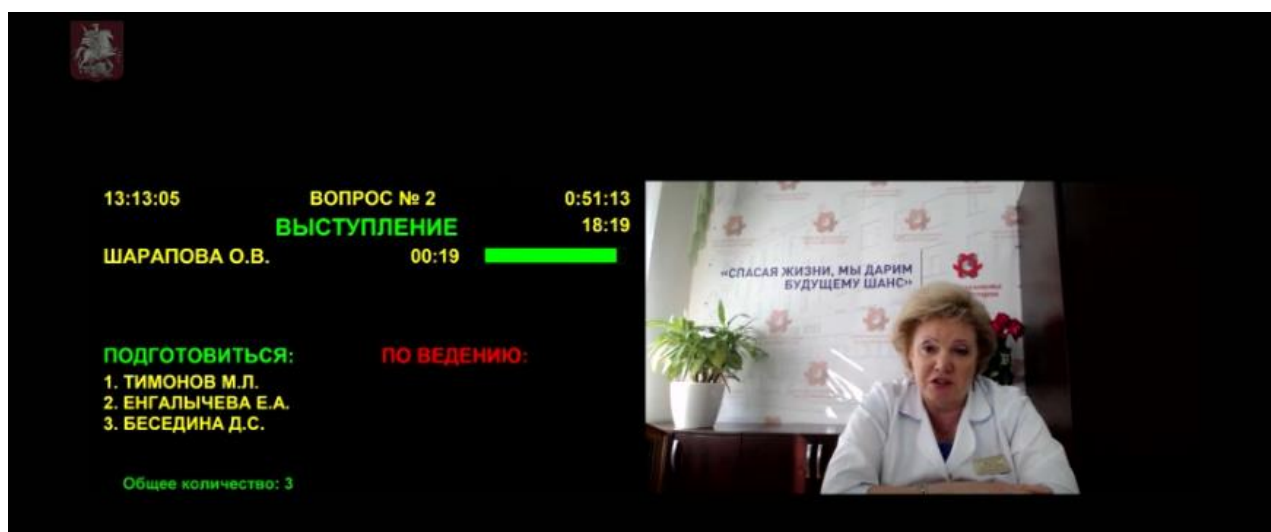 13:13:05 ВОПРОС № 2 0:51:13
ВЫСТУПЛЕНИЕ 18:19
ШАРАПОВА О.В. 00:19
ПОДГОТОВИТЬСЯ: ПО ВЕДЕНИЮ:
1. ТИМОНОВ М.Л.
2. ЕНГАЛЫЧЕВА Е.А.
3. БЕСЕДИНА Д.С.
Общее количество: 3
«СПАСАЯ ЖИЗНИ, МЫ ДАРИМ
БУДУЩЕМУ ШАНС»